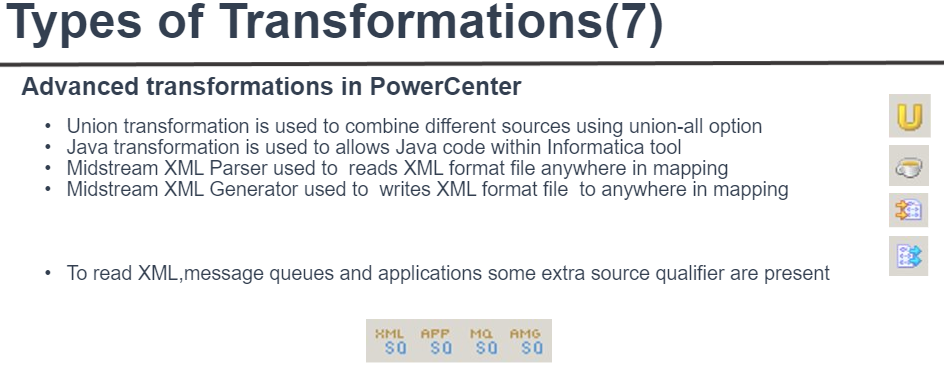 Types of Transformations(7)
Advanced transformations in PowerCenter
• Union transformation is used to combine different sources using union-all option
• Java transformation is used to allows Java code within Informatica tool
• Midstream XML Parser used to  reads XML format file anywhere in mapping
• Midstream XML Generator used to  writes XML format file  to anywhere in mapping
• To read XML,message queues and applications some extra source qualifier are present
XML APP MQ AMG
SQ SQ SQ SQ